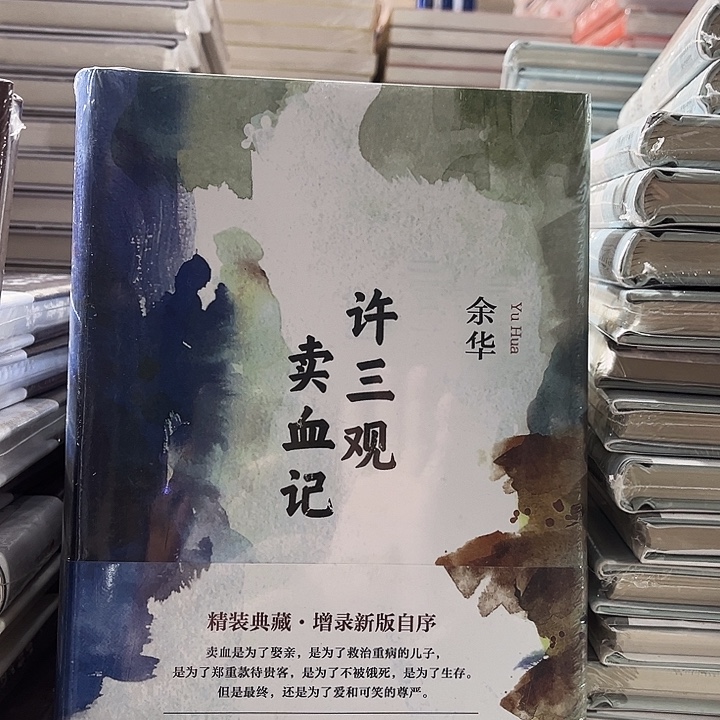 余华
Yu Hua
许三观
卖血记
精装典藏·增录新版自序
卖血是为了娶亲，是为了救治重病的儿子，
是为了郑重款待贵客，是为了不被饿死，是为了生存。
但是最终，还是为了爱和可笑的尊严。